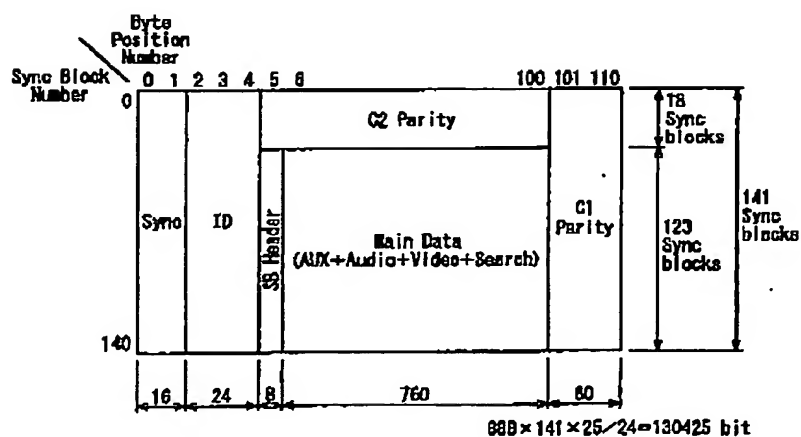 Byte
Position
Number
Sync Block
Number
0 1 2 3 4 5 6 100 101 110
0
C2 Parity
18
Sync
blocks
Sync
ID
SB Header
Main Data
(AUX+Audio+Video+Search)
C1
Parity
123
Sync
blocks
141
Sync
blocks
140
16 24 8 760 80
888×141×25/24=130425 bit